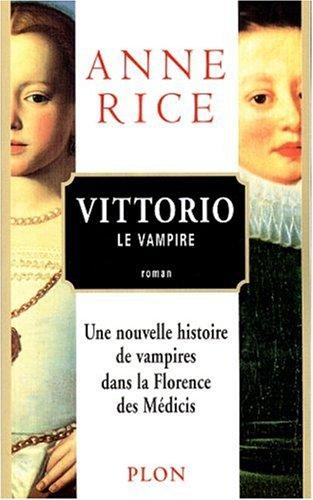 ANNE
RICE
VITTORIO
LE VAMPIRE
roman
Une nouvelle histoire
de vampires
dans la Florence
des Médicis
PLON